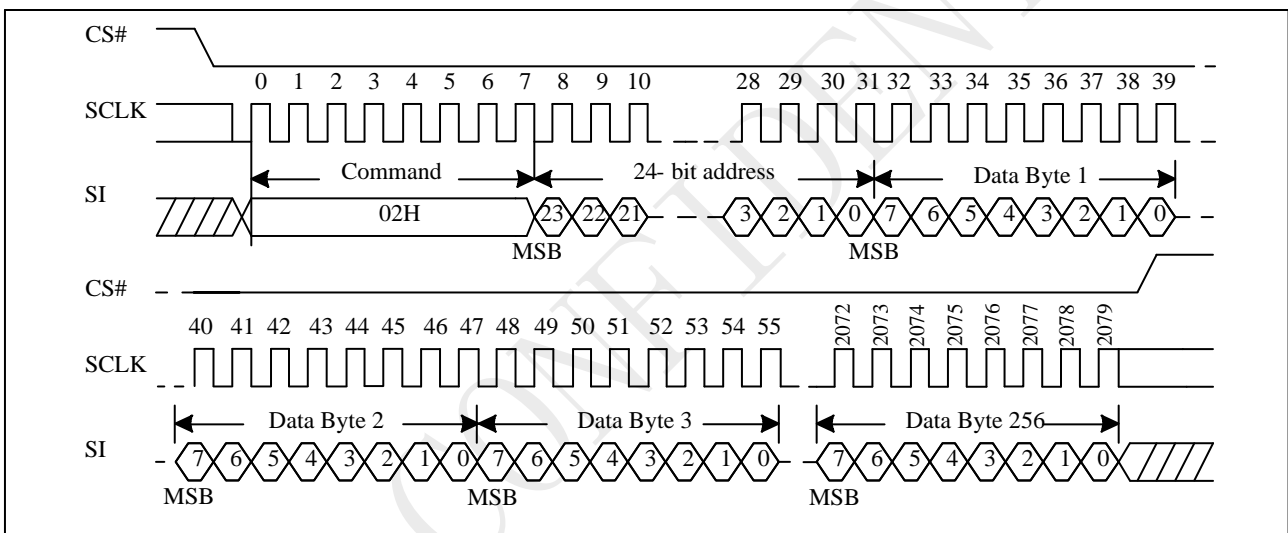 CS#
0 1 2 3 4 5 6 7 8 9 10 28 29 30 31 32 33 34 35 36 37 38 39
SCLK
Command 24- bit address Data Byte 1
SI
02H 23 22 21 3 2 1 0 7 6 5 4 3 2 1 0
MSB MSB
CS#
40 41 42 43 44 45 46 47 48 49 50 51 52 53 54 55 2072 2073 2074 2075 2076 2077 2078 2079
SCLK
Data Byte 2 Data Byte 3 Data Byte 256
SI
7 6 5 4 3 2 1 0 7 6 5 4 3 2 1 0 7 6 5 4 3 2 1 0
MSB MSB MSB
CONFIDEN